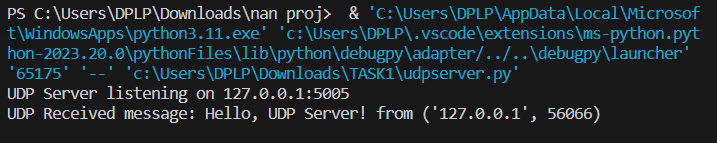 PS C:\Users\DPLP\Downloads\nan proj>  & 'C:\Users\DPLP\AppData\Local\Microsof
t\WindowsApps\python3.11.exe' 'c:\Users\DPLP\.vscode\extensions\ms-python.pyt
hon-2023.20.0\pythonFiles\lib\python\debugpy\adapter/../..\debugpy\launcher'
'65175' '--' 'c:\Users\DPLP\Downloads\TASK1\udpserver.py'
UDP Server listening on 127.0.0.1:5005
UDP Received message: Hello, UDP Server! from ('127.0.0.1', 56066)